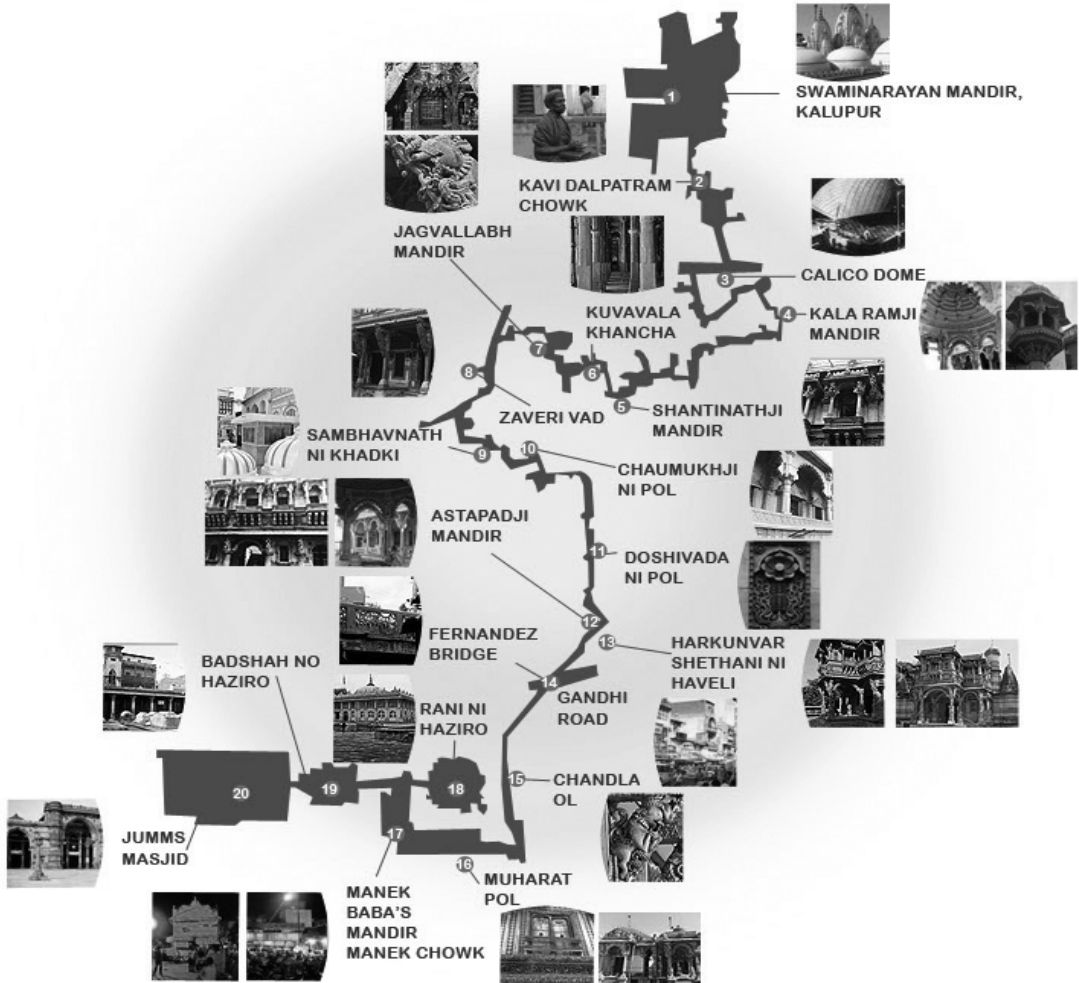 1
SWAMINARAYAN MANDIR,
KALUPUR
2
KAVI DALPATRAM
CHOWK
3
CALICO DOME
4
KALA RAMJI
MANDIR
5
SHANTINATHJI
MANDIR
6
KUVAVALA
KHANCHA
7
JAGVALLABH
MANDIR
8
ZAVERI VAD
9
SAMBHAVNATH
NI KHADKI
10
CHAUMUKHJI
NI POL
11
DOSHIVADA
NI POL
12
ASTAPADJI
MANDIR
13
HARKUNVAR
SHETHANI NI
HAVELI
14
FERNANDEZ
BRIDGE
GANDHI
ROAD
15
CHANDLA
OL
16
MUHARAT
POL
17
MANEK
BABA'S
MANDIR
MANEK CHOWK
18
RANI NI
HAZIRO
19
BADSHAH NO
HAZIRO
20
JUMMS
MASJID